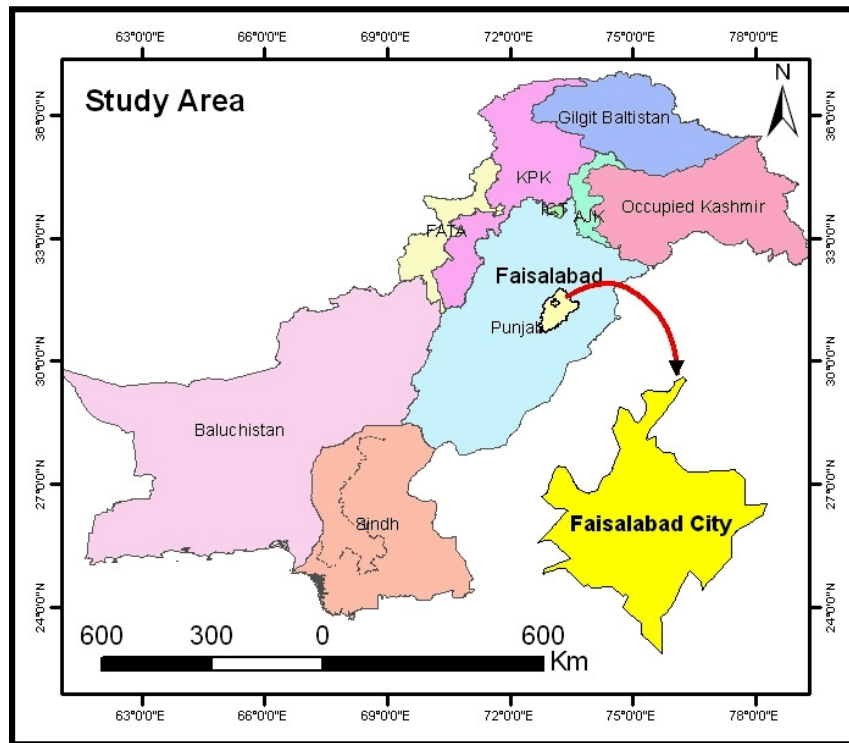 63°0'0"E 66°0'0"E 69°0'0"E 72°0'0"E 75°0'0"E 78°0'0"E
Study Area
N
36°0'0"N
36°0'0"N
Gilgit Baltistan
KPK
ICT
AJK
Occupied Kashmir
FATA
33°0'0"N
33°0'0"N
Faisalabad
Punjab
30°0'0"N
30°0'0"N
Baluchistan
27°0'0"N
27°0'0"N
Sindh
Faisalabad City
24°0'0"N
24°0'0"N
600 300 0 600
Km
63°0'0"E 66°0'0"E 69°0'0"E 72°0'0"E 75°0'0"E 78°0'0"E